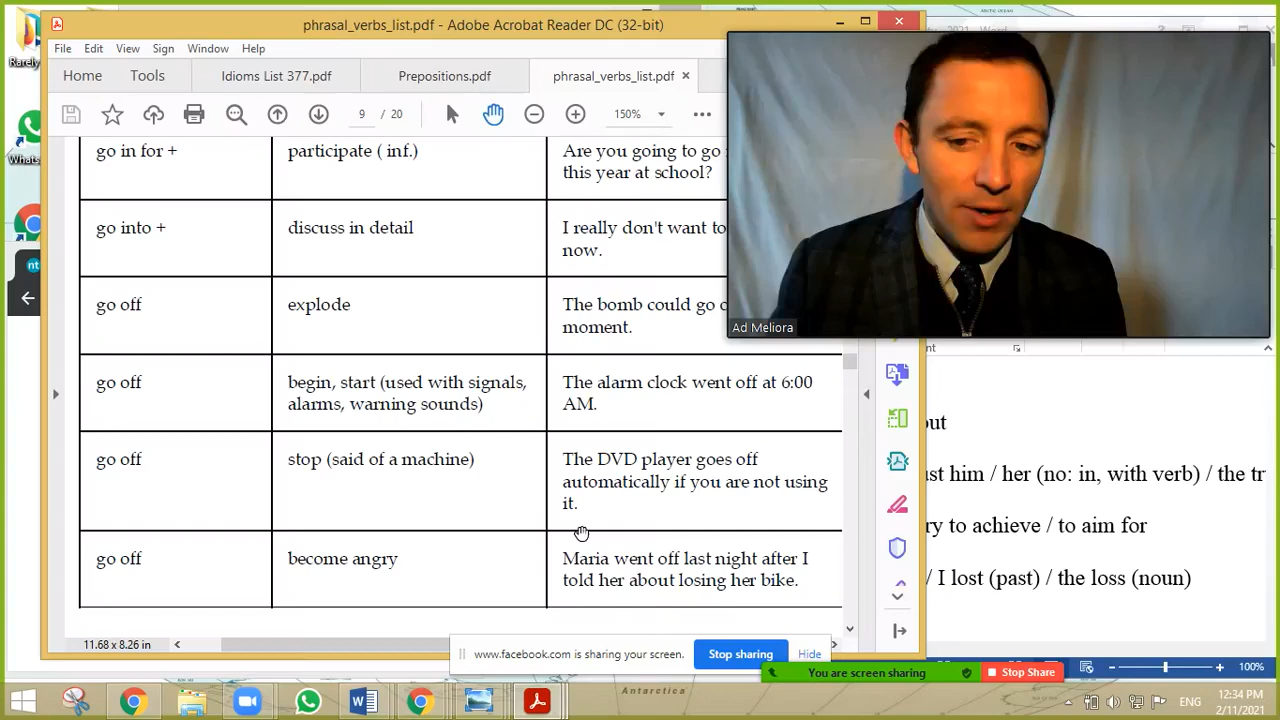 phrasal_verbs_list.pdf - Adobe Acrobat Reader DC (32-bit)
Rarely
2021
Word
File Edit View Sign Window Help
Home Tools Idioms List 377.pdf Prepositions.pdf phrasal_verbs_list.pdf ×
9 / 20 150%
go in for + participate ( inf.) Are you going to go
this year at school?
go into + discuss in detail I really don't want to
now.
go off explode The bomb could go
moment.
Ad Meliora
Whats
nt
go off begin, start (used with signals, The alarm clock went off at 6:00
alarms, warning sounds) AM.
go off stop (said of a machine) The DVD player goes off
automatically if you are not using
it.
go off become angry Maria went off last night after I
told her about losing her bike.
out
ust him / her (no: in, with verb) / the tr
ry to achieve / to aim for
/ I lost (past) / the loss (noun)
11.68 x 8.26 in
www.facebook.com is sharing your screen. Stop sharing Hide
You are screen sharing Stop Share
100%
Antarctica
ENG
12:34 PM
2/11/2021